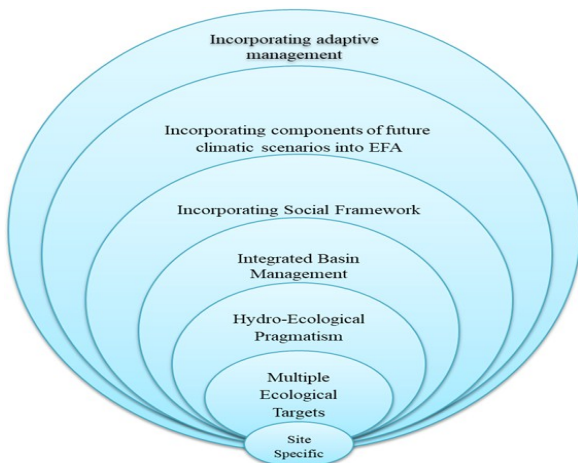 Incorporating adaptive
management
Incorporating components of future
climatic scenarios into EFA
Incorporating Social Framework
Integrated Basin
Management
Hydro-Ecological
Pragmatism
Multiple
Ecological
Targets
Site
Specific